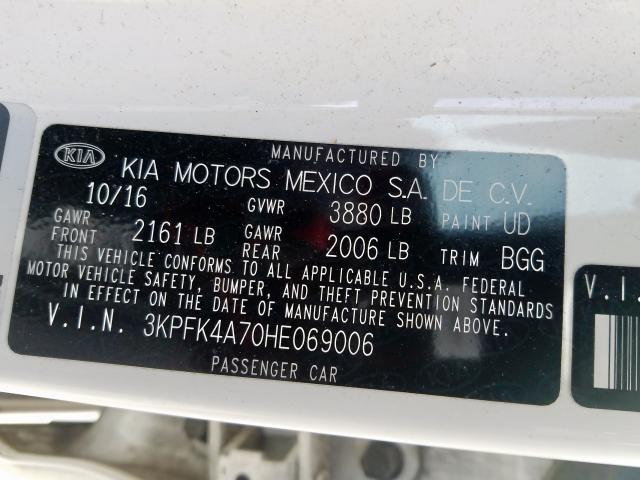 MANUFACTURED BY
KIA KIA MOTORS MEXICO S.A. DE C.V.
10/16 GVWR 3880 LB PAINT UD
GAWR FRONT 2161 LB GAWR REAR 2006 LB TRIM BGG
THIS VEHICLE CONFORMS TO ALL APPLICABLE U.S.A. FEDERAL
MOTOR VEHICLE SAFETY, BUMPER, AND THEFT PREVENTION STANDARDS
IN EFFECT ON THE DATE OF MANUFACTURE SHOWN ABOVE.
V.I.N. 3KPFK4A70HE069006
PASSENGER CAR
V.I.